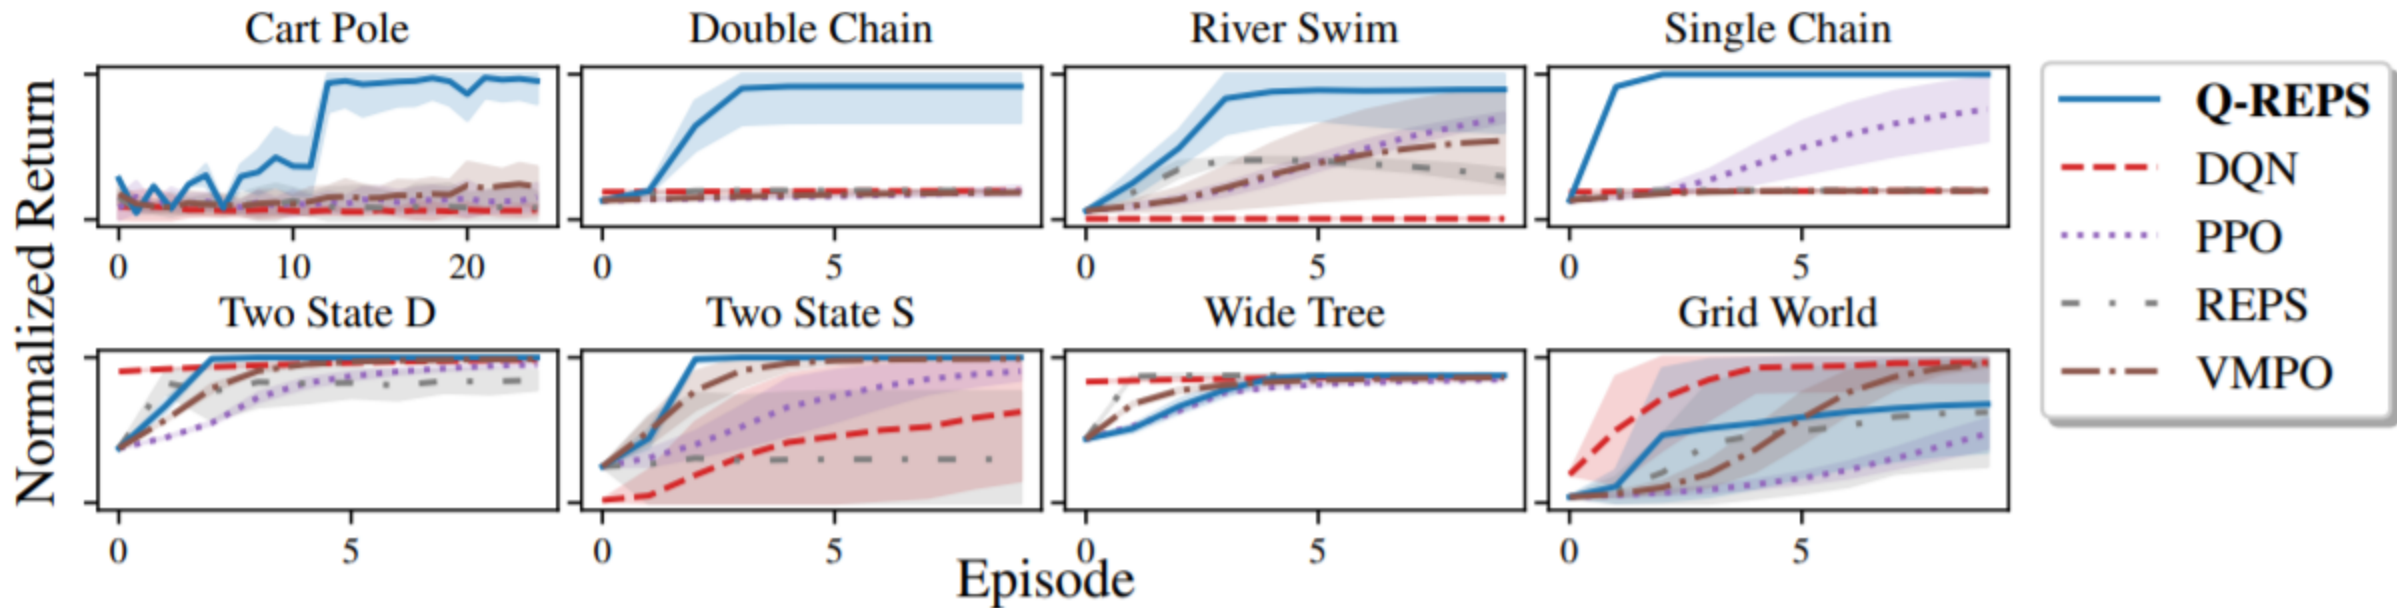 Cart Pole
Double Chain
River Swim
Single Chain
Normalized Return
0 10 20
0 5
0 5
0 5
Two State D
Two State S
Wide Tree
Grid World
0 5
0 5
0 5
0 5
Episode
Q-REPS
DQN
PPO
REPS
VMPO